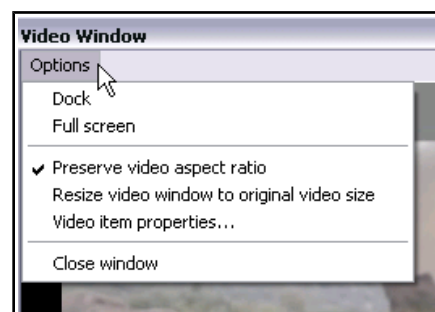 Video Window
Options
Dock
Full screen
Preserve video aspect ratio
Resize video window to original video size
Video item properties...
Close window